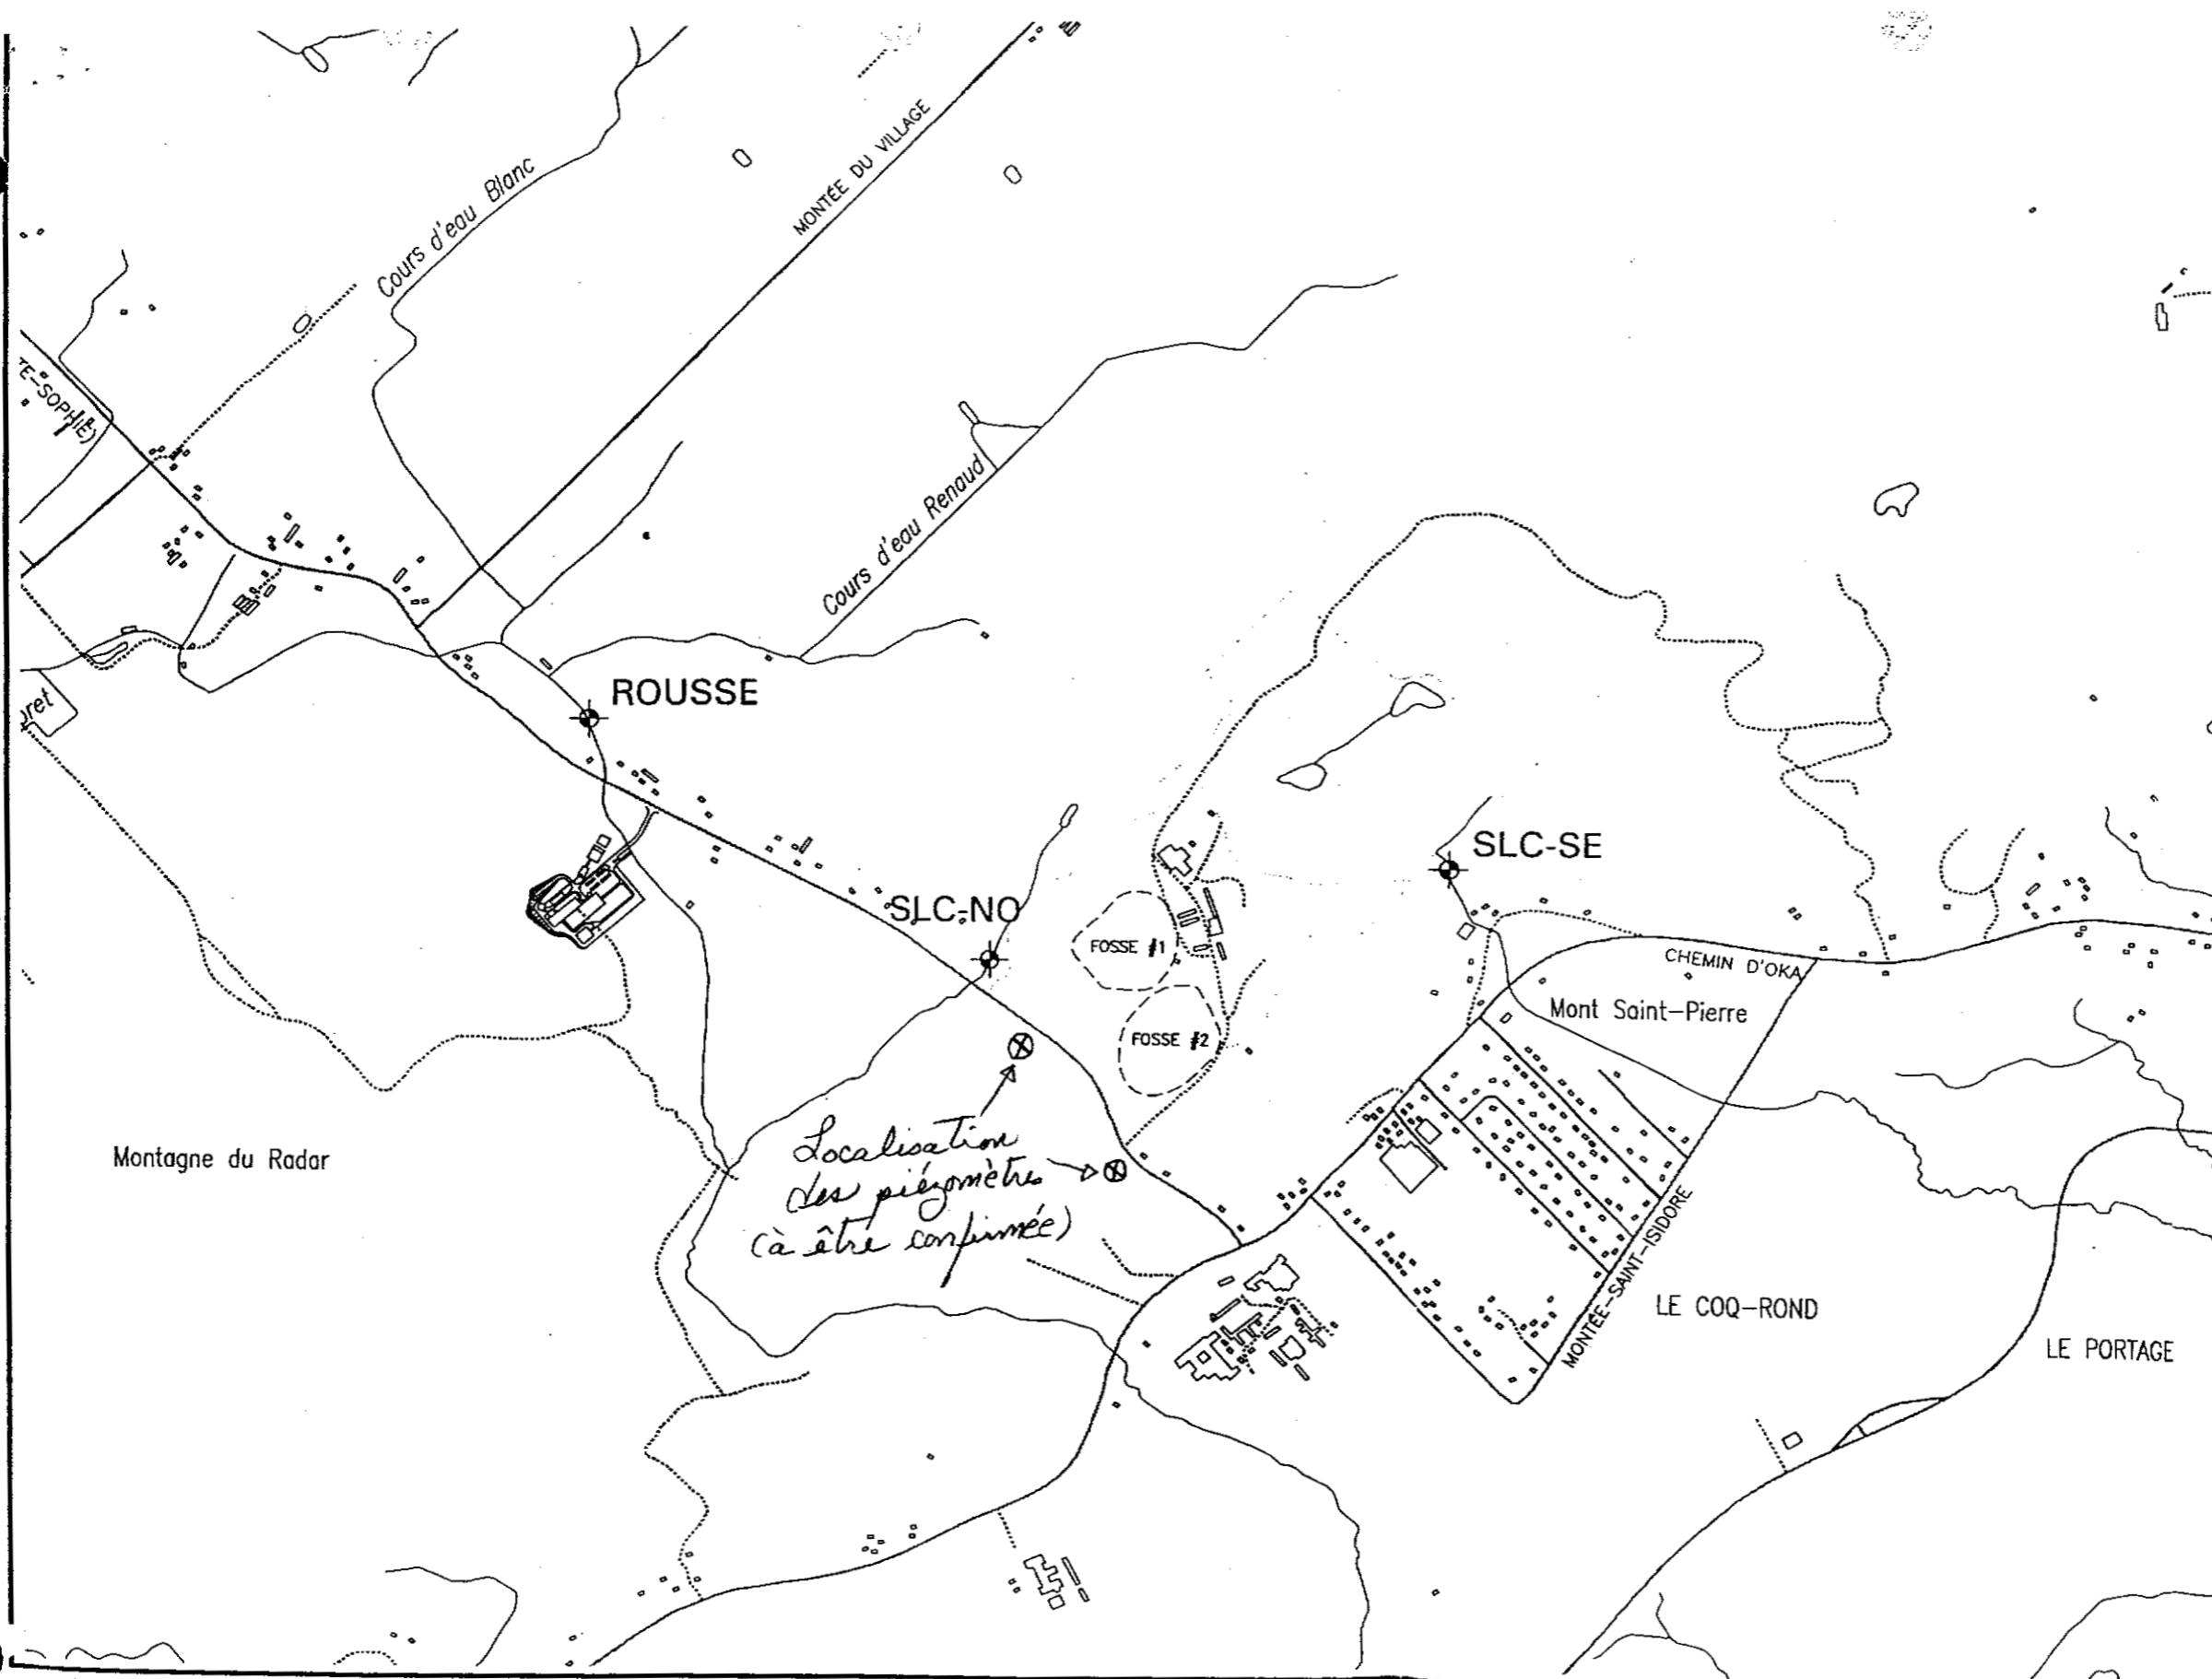 MONTÉE DU VILLAGE
Cours d'eau Blanc
TE-SOPHIE)
Cours d'eau Renaud
ROUSSE
SLC-SE
SLC-NO
FOSSE #1
CHEMIN D'OKA
Mont Saint-Pierre
FOSSE #2
Localisation
des piézomètres
(à être confirmée)
Montagne du Radar
MONTÉE-SAINT-ISIDORE
LE COQ-ROND
LE PORTAGE